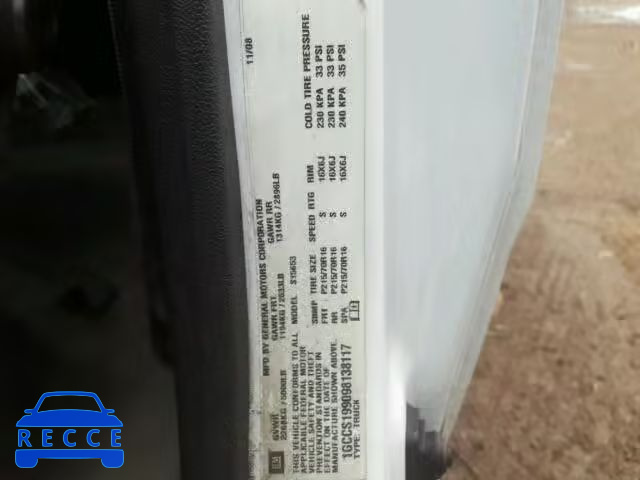 GM
MFD BY GENERAL MOTORS CORPORATION 11/08
GVWR GAWR FRT GAWR RR
2268KG / 5000LB 1194KG / 2633LB 1314KG / 2896LB
THIS VEHICLE CONFORMS TO ALL MODEL: S15653
APPLICABLE FEDERAL MOTOR
VEHICLE SAFETY AND THEFT
PREVENTION STANDARDS IN
EFFECT ON THE DATE OF
MANUFACTURE SHOWN ABOVE.
1GCCS199098138117
TYPE: TRUCK
TIRE SIZE SPEED RTG RIM COLD TIRE PRESSURE
FRT P215/70R16 S 16X6J 230 KPA 33 PSI
RR P215/70R16 S 16X6J 230 KPA 33 PSI
SPA P215/70R16 S 16X6J 240 KPA 35 PSI